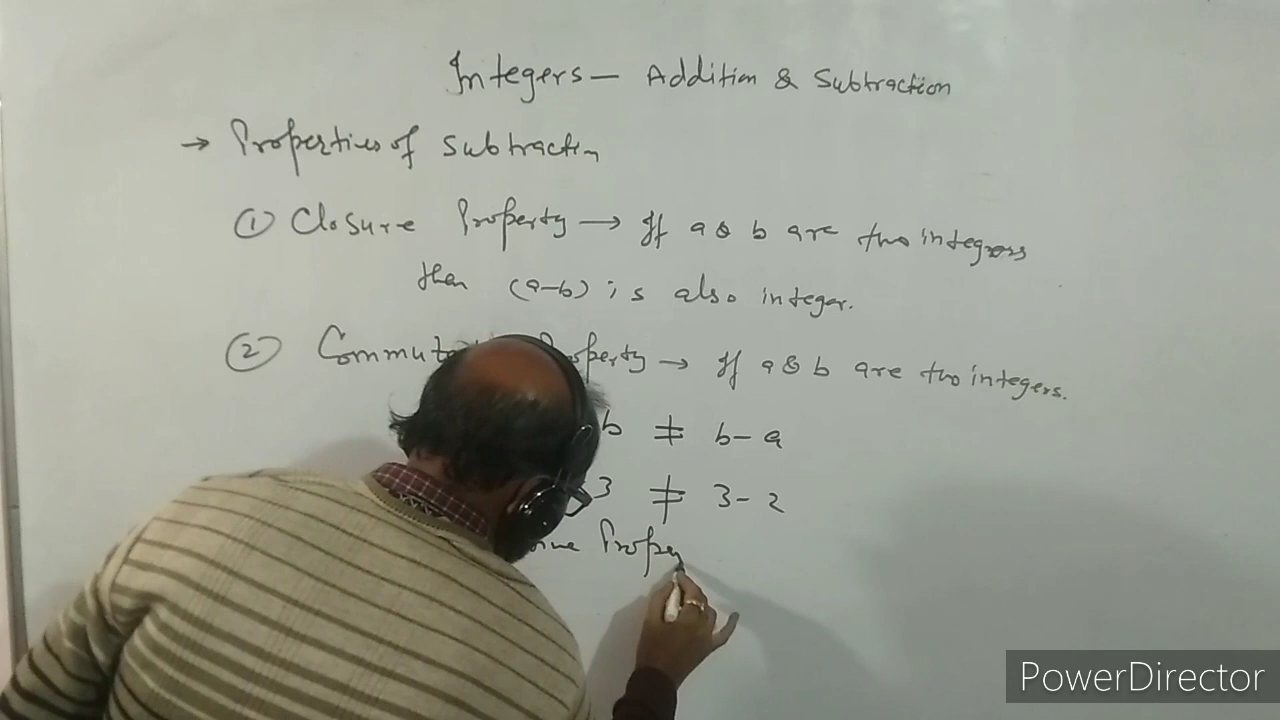 Integers — Addition & Subtraction
→ Properties of Subtraction
① Closure Property → If a & b are two integers
then (a-b) is also integer.
② Property → If a & b are two integers.
b ≠ b - a
3 ≠ 3 - 2
Proper
PowerDirector